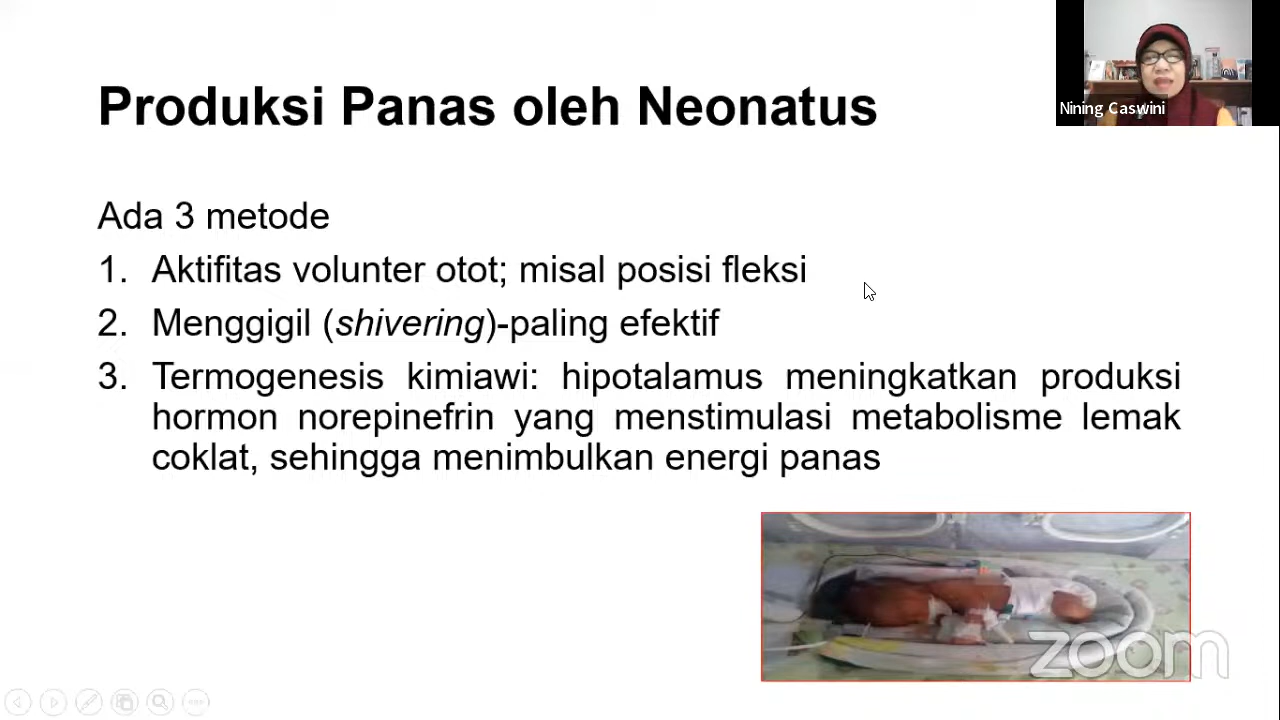 Produksi Panas oleh Neonatus
Nining Caswini
Ada 3 metode
1. Aktifitas volunter otot; misal posisi fleksi
2. Menggigil (shivering)-paling efektif
3. Termogenesis kimiawi: hipotalamus meningkatkan produksi
hormon norepinefrin yang menstimulasi metabolisme lemak
coklat, sehingga menimbulkan energi panas
zoom